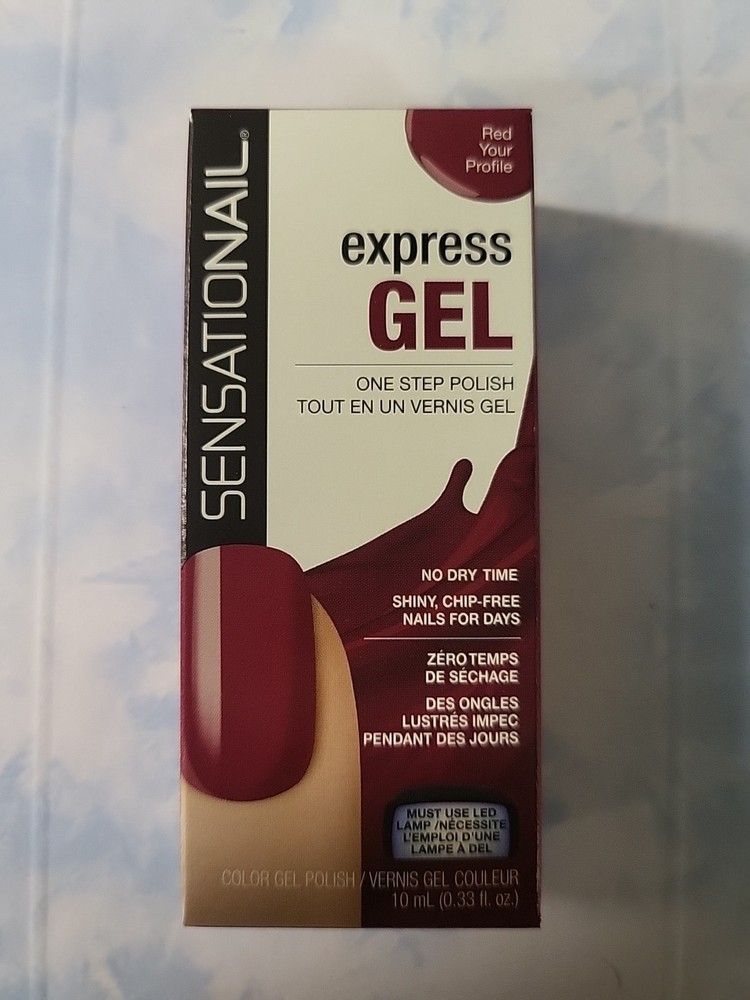 SENSATIONAIL®
Red
Your
Profile
express
GEL
ONE STEP POLISH
TOUT EN UN VERNIS GEL
NO DRY TIME
SHINY, CHIP-FREE
NAILS FOR DAYS
ZÉRO TEMPS
DE SÉCHAGE
DES ONGLES
LUSTRÉS IMPEC
PENDANT DES JOURS
MUST USE LED
LAMP /NÉCESSITE
L'EMPLOI D'UNE
LAMPE À DEL
COLOR GEL POLISH / VERNIS GEL COULEUR
10 mL (0.33 fl. oz.)